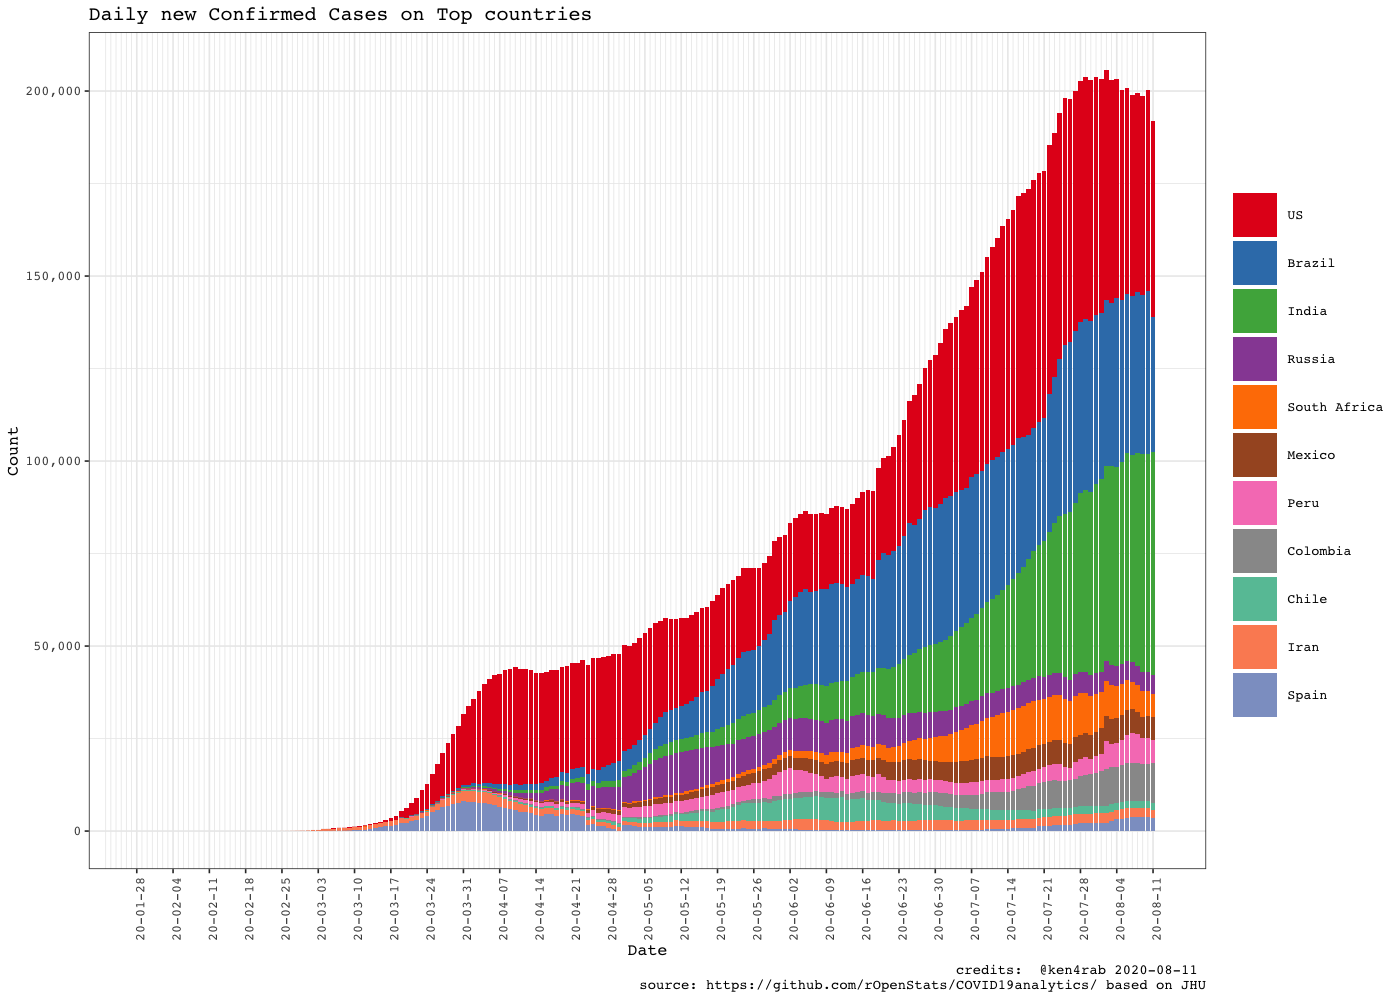 Daily new Confirmed Cases on Top countries
200,000
150,000
100,000
50,000
0
Count
20-01-28
20-02-04
20-02-11
20-02-18
20-02-25
20-03-03
20-03-10
20-03-17
20-03-24
20-03-31
20-04-07
20-04-14
20-04-21
20-04-28
20-05-05
20-05-12
20-05-19
20-05-26
20-06-02
20-06-09
20-06-16
20-06-23
20-06-30
20-07-07
20-07-14
20-07-21
20-07-28
20-08-04
20-08-11
Date
US
Brazil
India
Russia
South Africa
Mexico
Peru
Colombia
Chile
Iran
Spain
credits: @ken4rab 2020-08-11
source: https://github.com/rOpenStats/COVID19analytics/ based on JHU